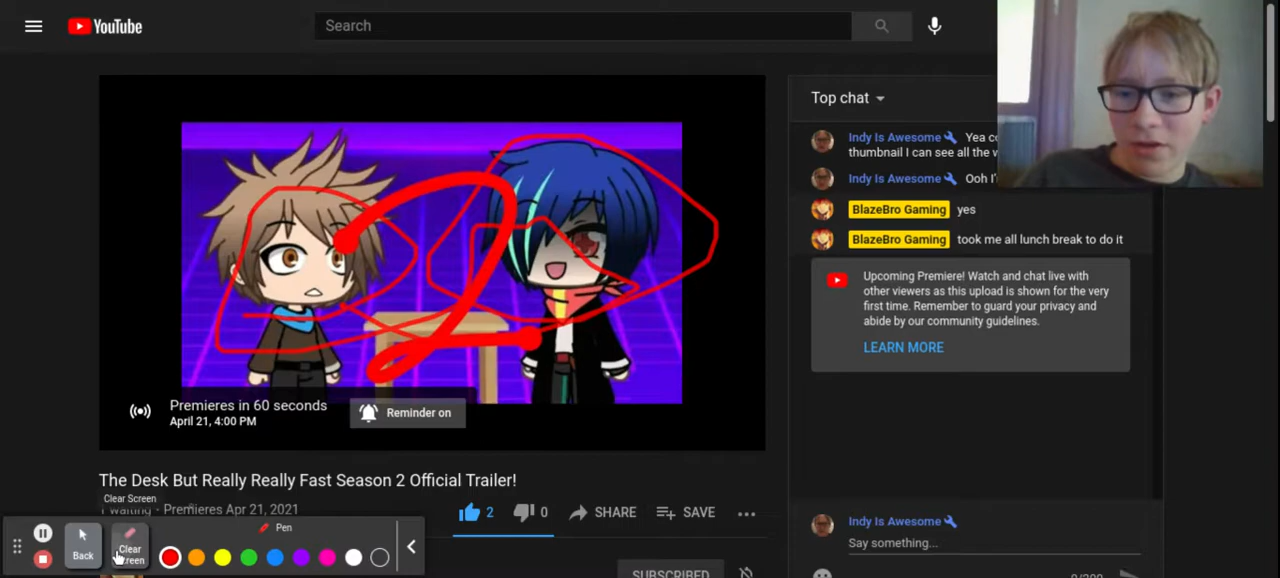 YouTube
Search
Top chat
Indy Is Awesome Yea
thumbnail I can see all the
Indy Is Awesome Ooh
BlazeBro Gaming yes
BlazeBro Gaming took me all lunch break to do it
Upcoming Premiere! Watch and chat live with
other viewers as this upload is shown for the very
first time. Remember to guard your privacy and
abide by our community guidelines.
LEARN MORE
2
Premieres in 60 seconds
April 21, 4:00 PM
Reminder on
The Desk But Really Really Fast Season 2 Official Trailer!
Clear Screen
1 waiting • Premieres Apr 21, 2021
2
0
SHARE
SAVE
Indy Is Awesome
Say something...
Back
Clear
Screen
Pen
SUBSCRIBED
0/200